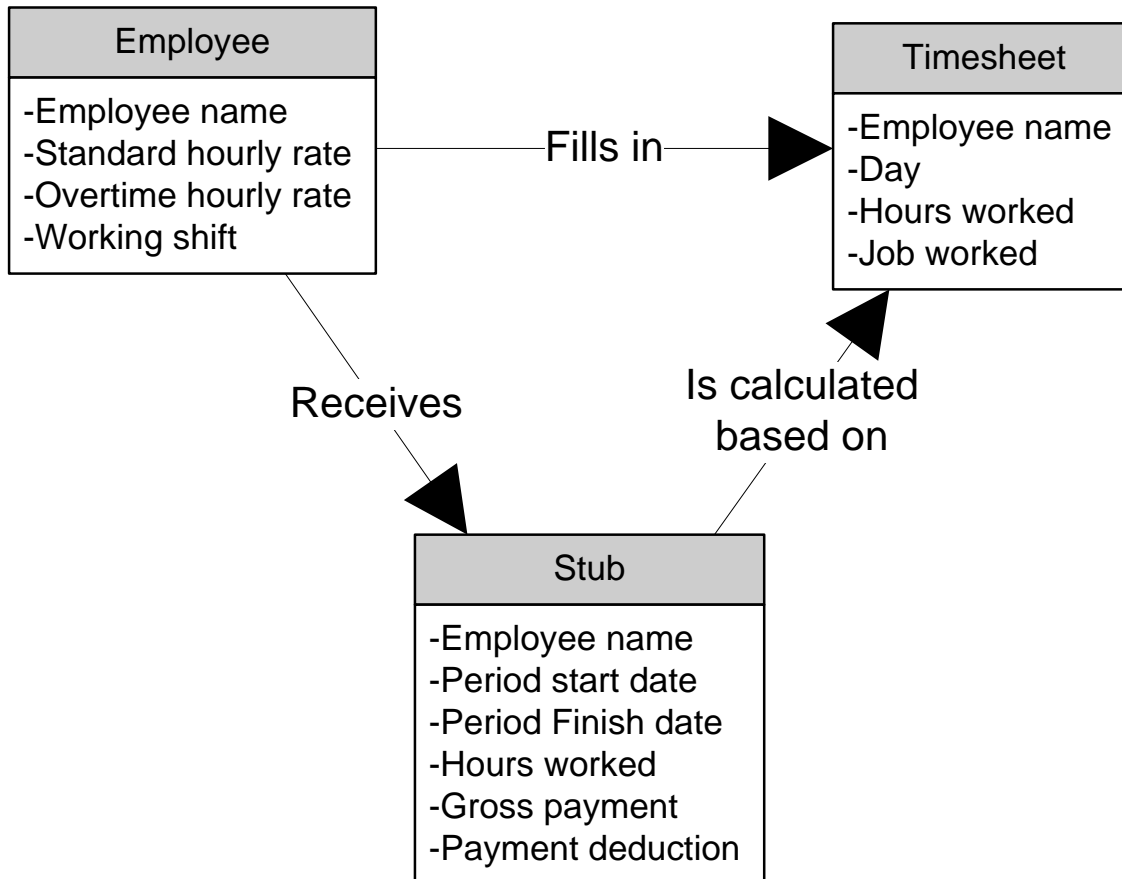 Employee
-Employee name
-Standard hourly rate
-Overtime hourly rate
-Working shift
Fills in
Timesheet
-Employee name
-Day
-Hours worked
-Job worked
Receives
Is calculated
based on
Stub
-Employee name
-Period start date
-Period Finish date
-Hours worked
-Gross payment
-Payment deduction